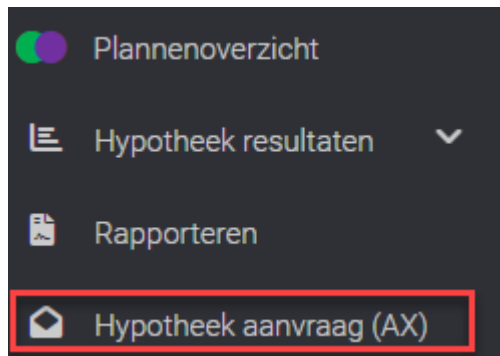 Plannenoverzicht
Hypotheek resultaten
Rapporteren
Hypotheek aanvraag (AX)